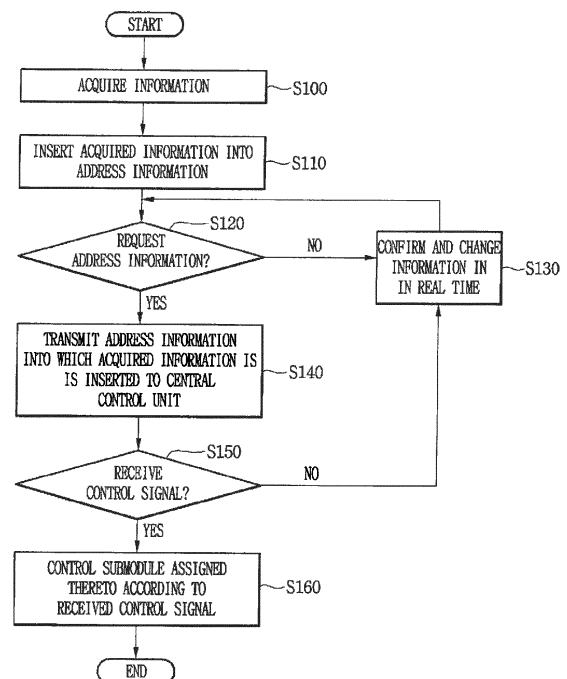 START
ACQUIRE INFORMATION
S100
INSERT ACQUIRED INFORMATION INTO
ADDRESS INFORMATION
S110
S120
REQUEST
ADDRESS INFORMATION?
NO
CONFIRM AND CHANGE
INFORMATION IN
IN REAL TIME
S130
YES
TRANSMIT ADDRESS INFORMATION
INTO WHICH ACQUIRED INFORMATION IS
IS INSERTED TO CENTRAL
CONTROL UNIT
S140
S150
RECEIVE
CONTROL SIGNAL?
NO
YES
CONTROL SUBMODULE ASSIGNED
THERETO ACCORDING TO
RECEIVED CONTROL SIGNAL
S160
END